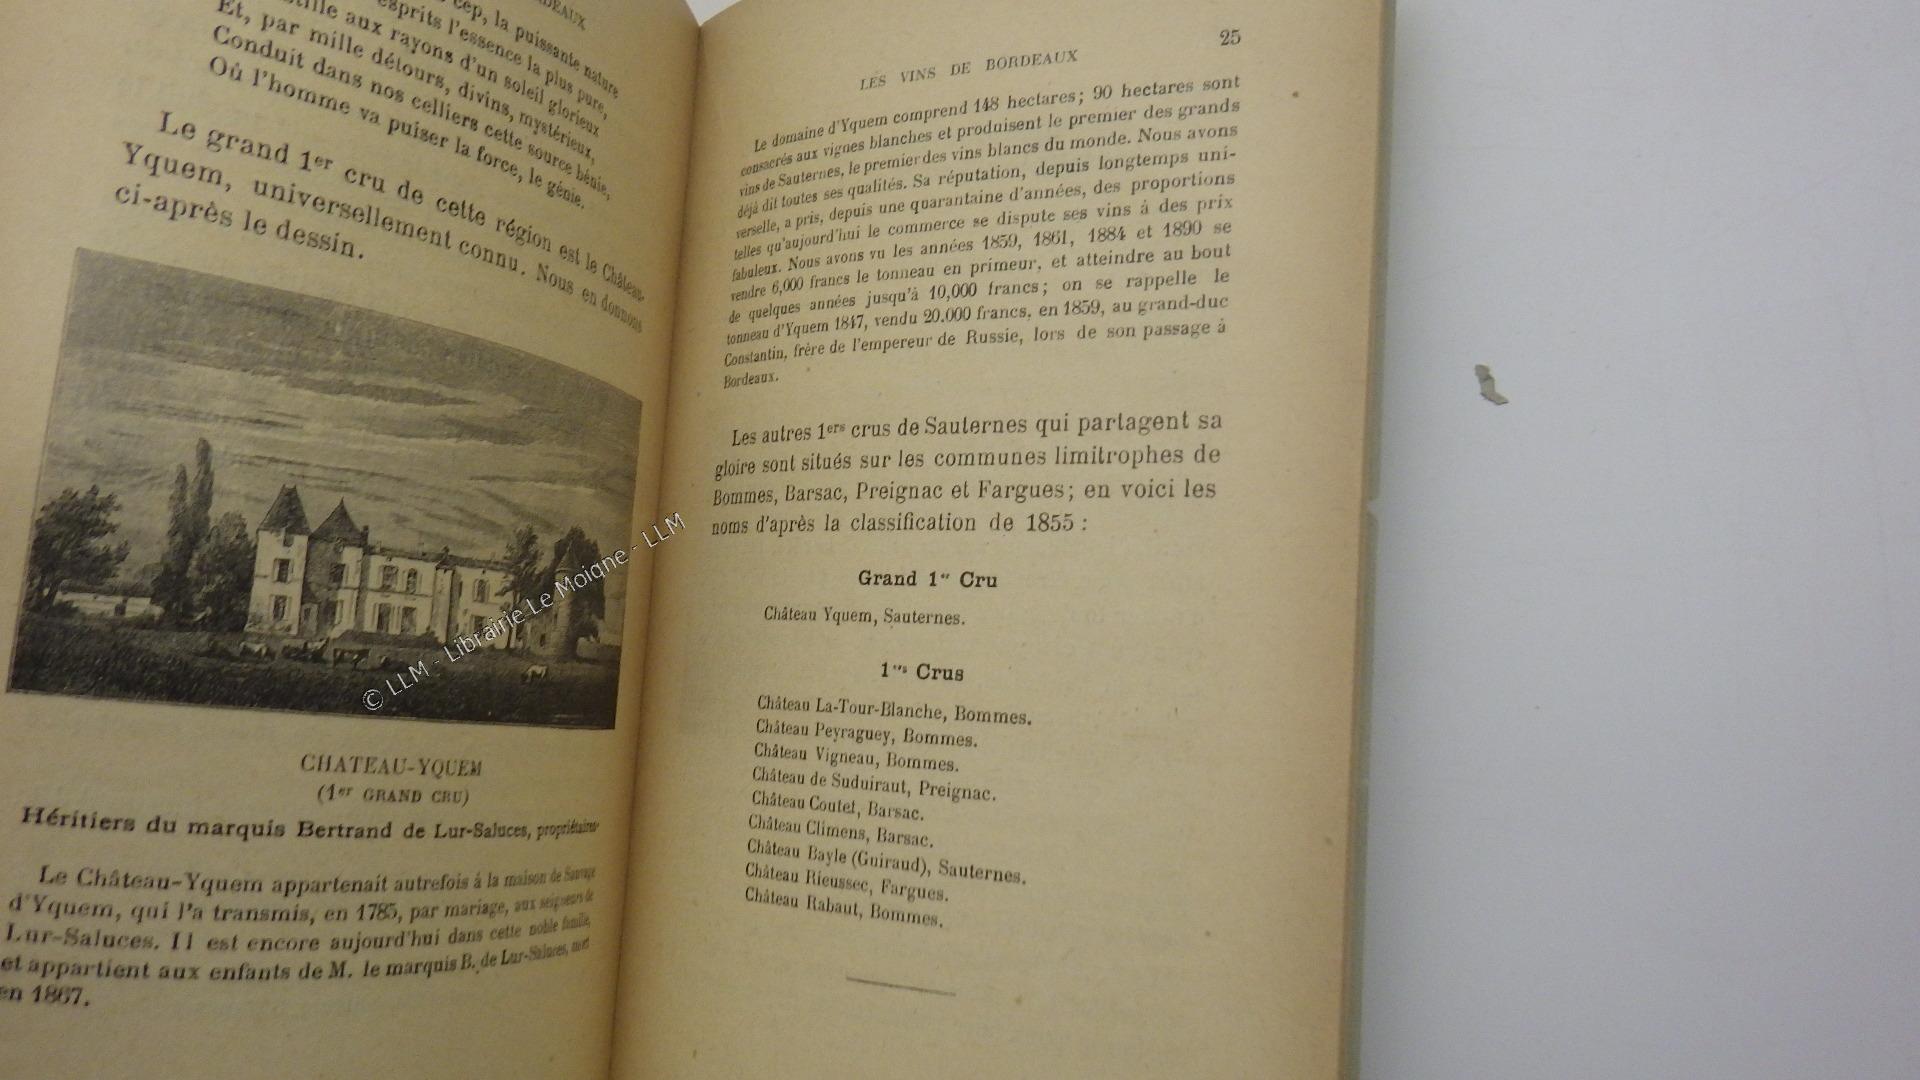 cep, la puissante nature
esprits l'essence la plus pure,
aux rayons d'un soleil glorieux
Et, par mille détours, divins, mystérieux,
Conduit dans nos celliers cette source bénie,
Où l'homme va puiser la force, le génie.
Le grand 1er cru de cette région est le Château-
Yquem, universellement connu. Nous en donnons
ci-après le dessin.
CHATEAU-YQUEM
(1er GRAND CRU)
Héritiers du marquis Bertrand de Lur-Saluces, propriétaires.
Le Château-Yquem appartenait autrefois à la maison de Sauvage
d'Yquem, qui l'a transmis, en 1785, par mariage, aux seigneurs de
Lur-Saluces. Il est encore aujourd'hui dans cette noble famille,
et appartient aux enfants de M. le marquis B. de Lur-Saluces, mort
en 1867.
25
LES VINS DE BORDEAUX
Le domaine d'Yquem comprend 148 hectares; 90 hectares sont
consacrés aux vignes blanches et produisent le premier des grands
vins de Sauternes, le premier des vins blancs du monde. Nous avons
déjà dit toutes ses qualités. Sa réputation, depuis longtemps uni-
verselle, a pris, depuis une quarantaine d'années, des proportions
telles qu'aujourd'hui le commerce se dispute ses vins à des prix
fabuleux. Nous avons vu les années 1859, 1861, 1884 et 1890 se
vendre 6,000 francs le tonneau en primeur, et atteindre au bout
de quelques années jusqu'à 10,000 francs; on se rappelle le
tonneau d'Yquem 1847, vendu 20.000 francs, en 1859, au grand-duc
Constantin, frère de l'empereur de Russie, lors de son passage à
Bordeaux.
Les autres 1ers crus de Sauternes qui partagent sa
gloire sont situés sur les communes limitrophes de
Bommes, Barsac, Preignac et Fargues; en voici les
noms d'après la classification de 1855 :
Grand 1er Cru
Château Yquem, Sauternes.
1ers Crus
Château La-Tour-Blanche, Bommes.
Château Peyraguey, Bommes.
Château Vigneau, Bommes.
Château de Suduiraut, Preignac.
Château Coutet, Barsac.
Château Climens, Barsac.
Château Bayle (Guiraud), Sauternes.
Château Rieussec, Fargues.
Château Rabaut, Bommes.
© LLM - Librairie Le Moigne - LLM